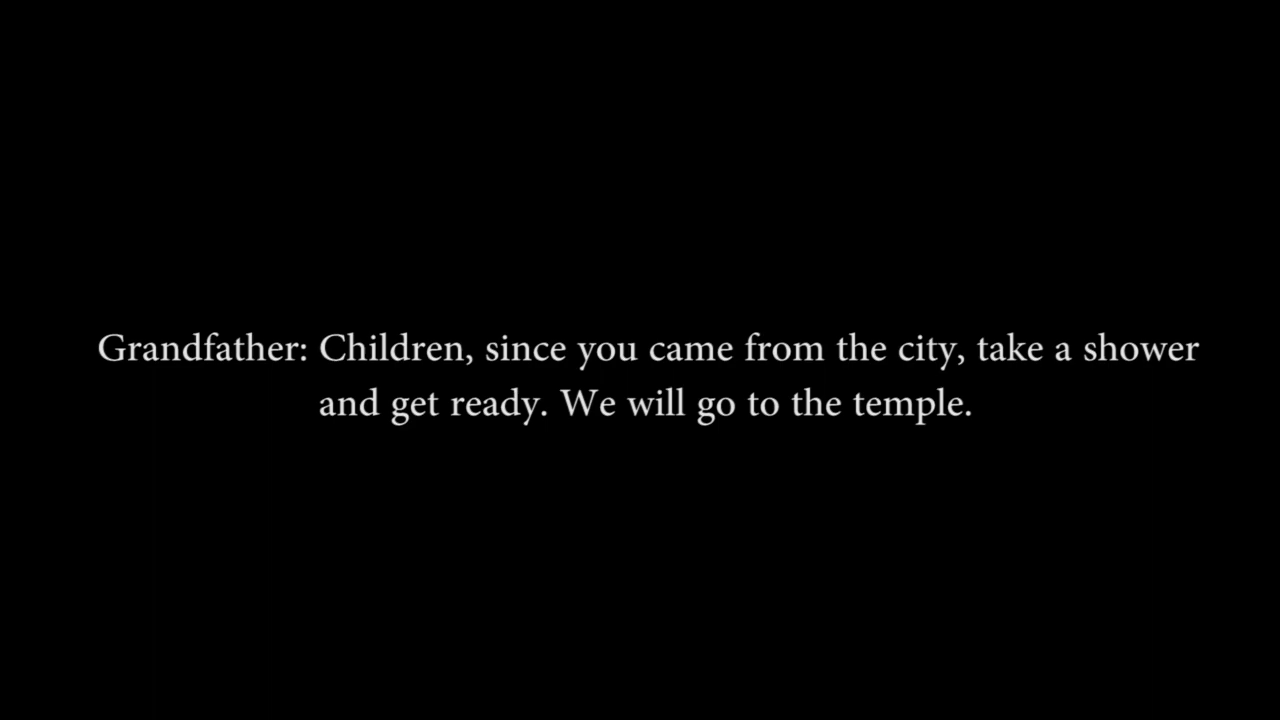 Grandfather: Children, since you came from the city, take a shower
and get ready. We will go to the temple.